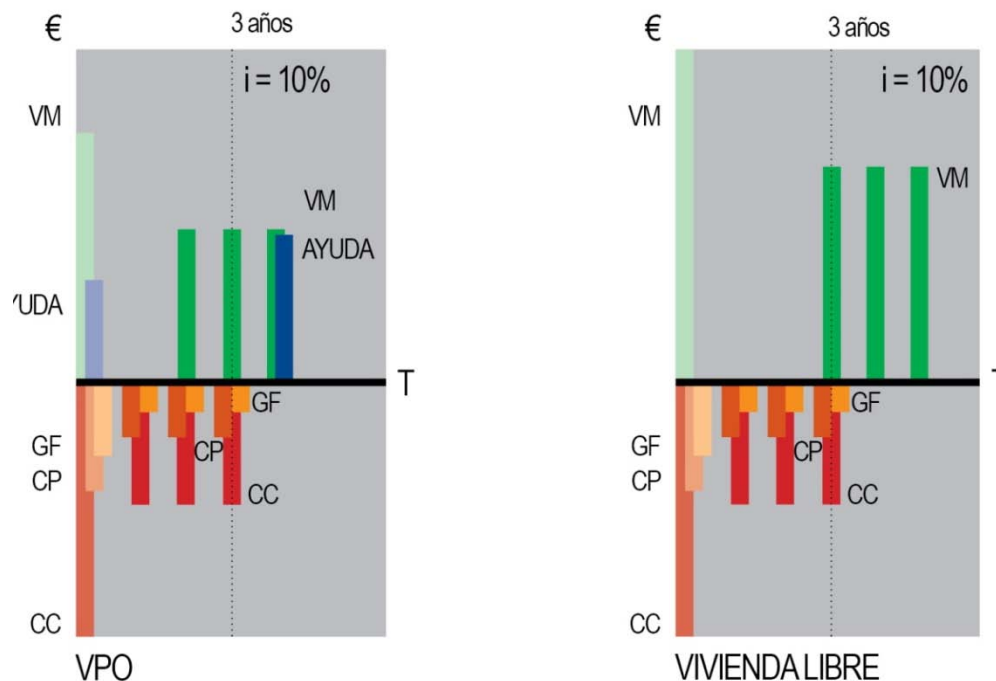 €
3 años
i = 10%
VM
VM
AYUDA
YUDA
T
GF
GF
CP
CP
CC
CC
VPO
€
3 años
i = 10%
VM
VM
T
GF
GF
CP
CP
CC
CC
VIVIENDA LIBRE